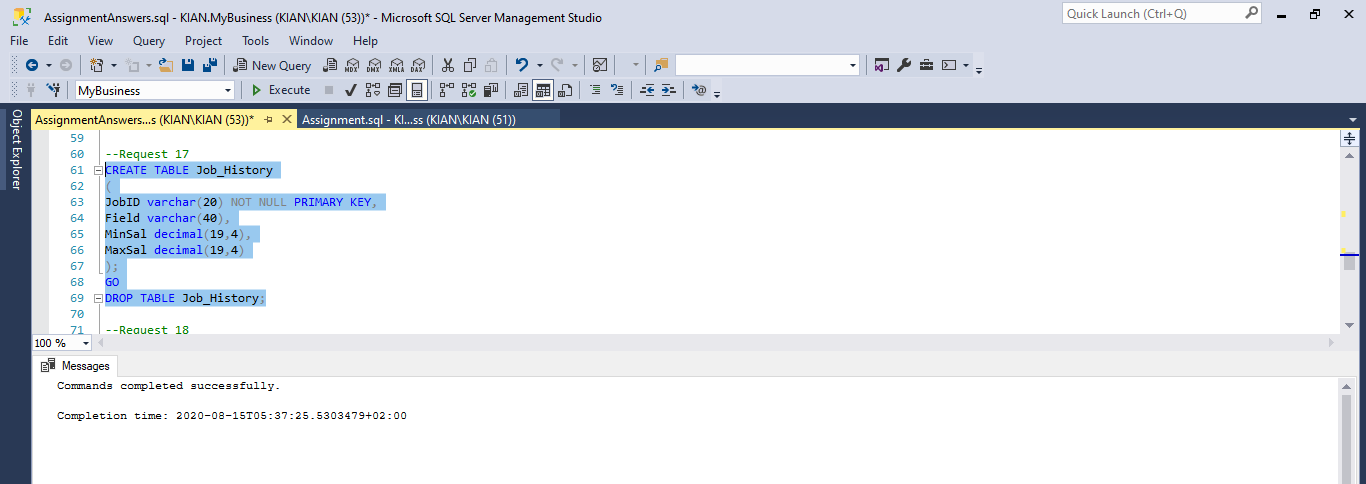 AssignmentAnswers.sql - KIAN.MyBusiness (KIAN\KIAN (53))* - Microsoft SQL Server Management Studio
Quick Launch (Ctrl+Q)
File Edit View Query Project Tools Window Help
New Query MDX DMX XMLA DAX
MyBusiness Execute
Object Explorer
AssignmentAnswers...s (KIAN\KIAN (53))* Assignment.sql - KI...ss (KIAN\KIAN (51))
59
60 --Request 17
61 CREATE TABLE Job_History
62 (
63 JobID varchar(20) NOT NULL PRIMARY KEY,
64 Field varchar(40),
65 MinSal decimal(19,4),
66 MaxSal decimal(19,4)
67 );
68 GO
69 DROP TABLE Job_History;
70
71 --Request 18
100 %
Messages
Commands completed successfully.
Completion time: 2020-08-15T05:37:25.5303479+02:00